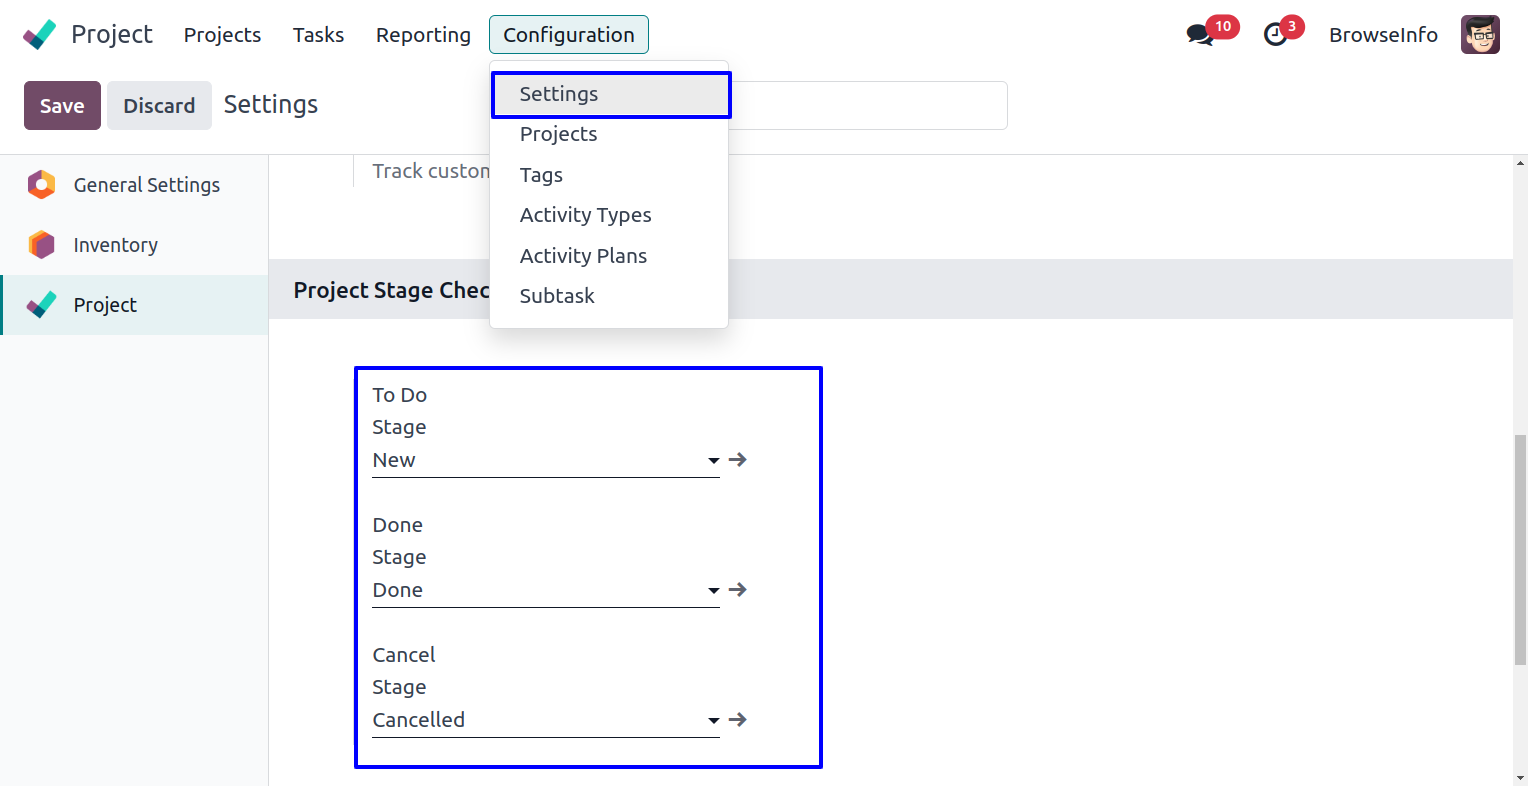 Project Projects Tasks Reporting Configuration 10 3 BrowseInfo
Save Discard Settings
Settings
Projects
Tags
Activity Types
Activity Plans
Subtask
General Settings
Inventory
Project
Track custom
Project Stage Chec
To Do
Stage
New
Done
Stage
Done
Cancel
Stage
Cancelled